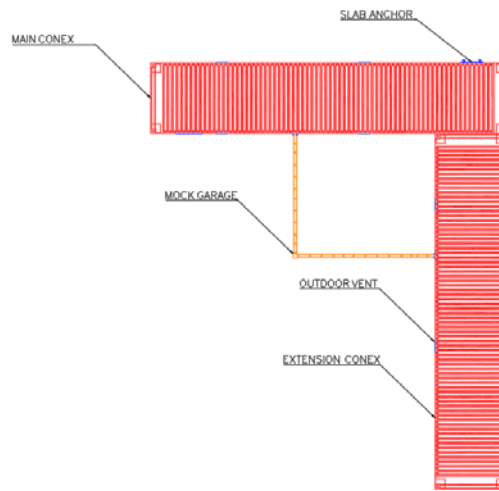 SLAB ANCHOR
MAIN CONEX
MOCK GARAGE
OUTDOOR VENT
EXTENSION CONEX